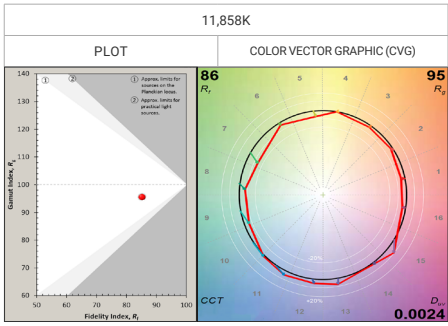 11,858K
PLOT
COLOR VECTOR GRAPHIC (CVG)
140
130
120
110
100
90
80
70
60
50
60
70
80
90
100
Gamut Index, Rg
Fidelity Index, Rf
1
2
1 Approx. limits for
sources on the
Planckian locus.
2 Approx. limits for
practical light
sources.
86
Rf
95
Rg
1
2
3
4
5
6
7
8
9
10
11
12
13
14
15
16
20%
+20%
CCT
Duv
0.0024